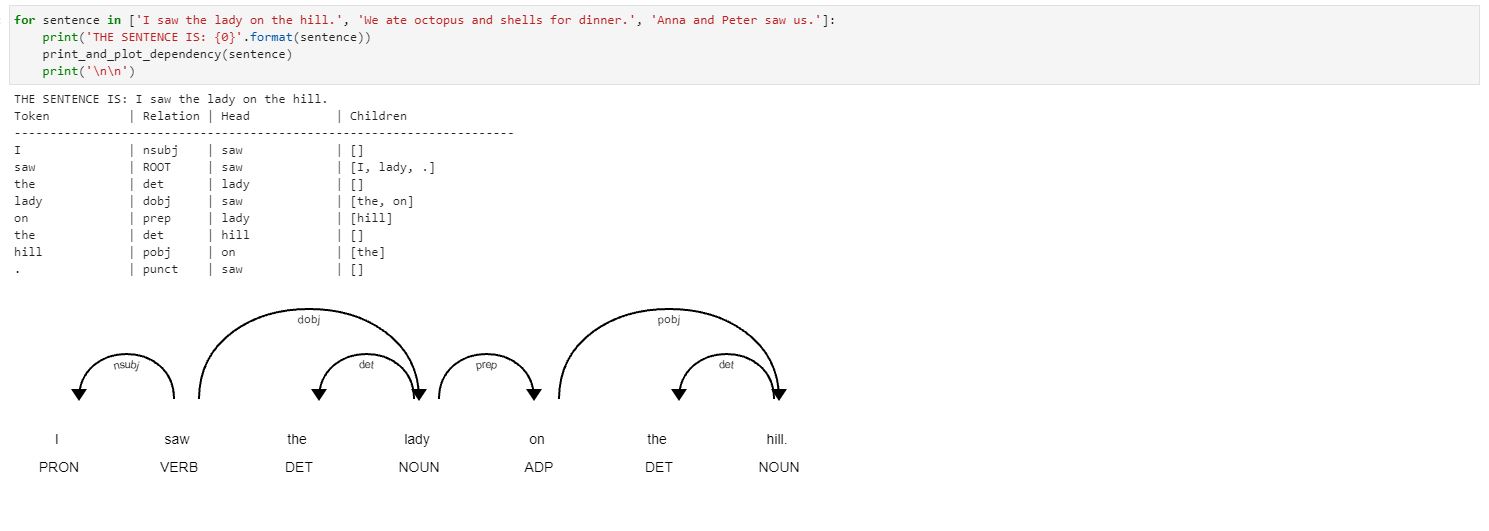 for sentence in ['I saw the lady on the hill.', 'We ate octopus and shells for dinner.', 'Anna and Peter saw us.']:
    print('THE SENTENCE IS: {0}'.format(sentence))
    print_and_plot_dependency(sentence)
    print('\n\n')
THE SENTENCE IS: I saw the lady on the hill.
Token           | Relation | Head            | Children
----------------------------------------------------------------------
I               | nsubj    | saw             | []
saw             | ROOT     | saw             | [I, lady, .]
the             | det      | lady            | []
lady            | dobj     | saw             | [the, on]
on              | prep     | lady            | [hill]
the             | det      | hill            | []
hill            | pobj     | on              | [the]
.               | punct    | saw             | []
dobj pobj
nsubj det prep det
I saw the lady on the hill.
PRON VERB DET NOUN ADP DET NOUN